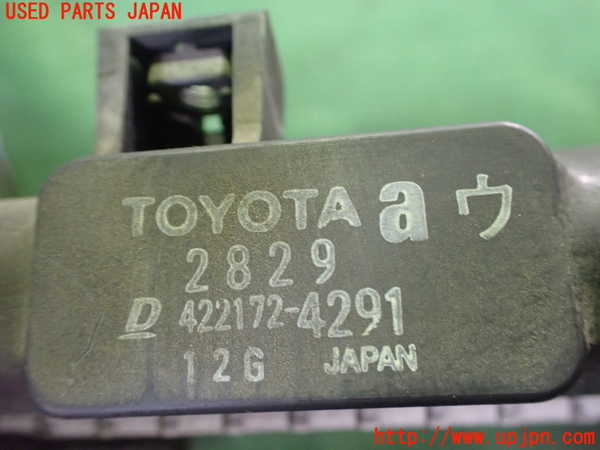 USED PARTS JAPAN
TOYOTA a ウ
2829
D 422172-4291
12G JAPAN
http://www.upjpn.com/